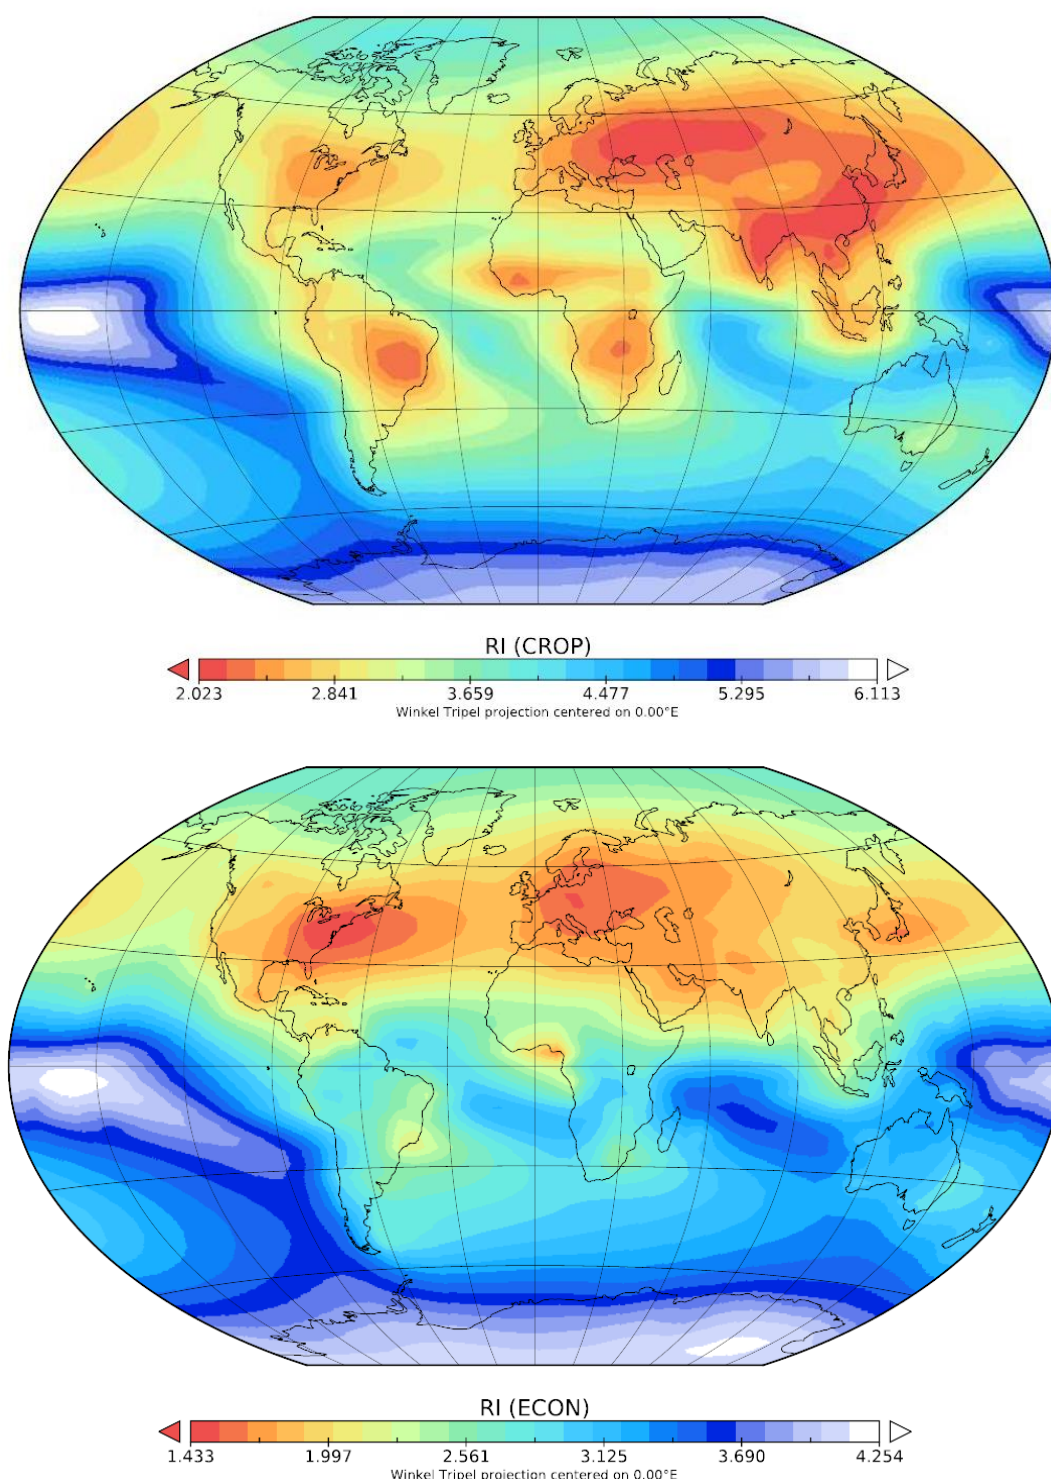 RI (CROP)
2.023 2.841 3.659 4.477 5.295 6.113
Winkel Tripel projection centered on 0.00°E
RI (ECON)
1.433 1.997 2.561 3.125 3.690 4.254
Winkel Tripel projection centered on 0.00°E